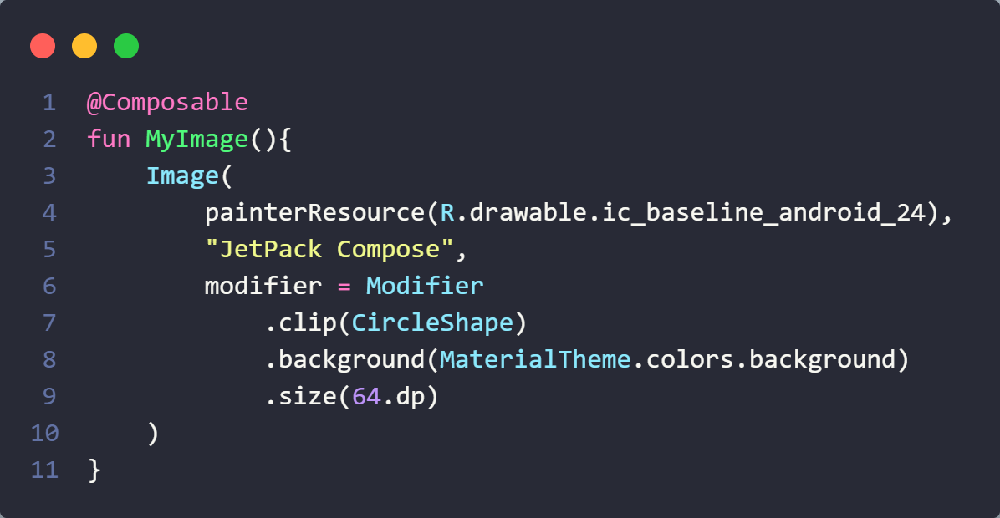 1 @Composable
2 fun MyImage(){
3     Image(
4         painterResource(R.drawable.ic_baseline_android_24),
5         "JetPack Compose",
6         modifier = Modifier
7             .clip(CircleShape)
8             .background(MaterialTheme.colors.background)
9             .size(64.dp)
10     )
11 }